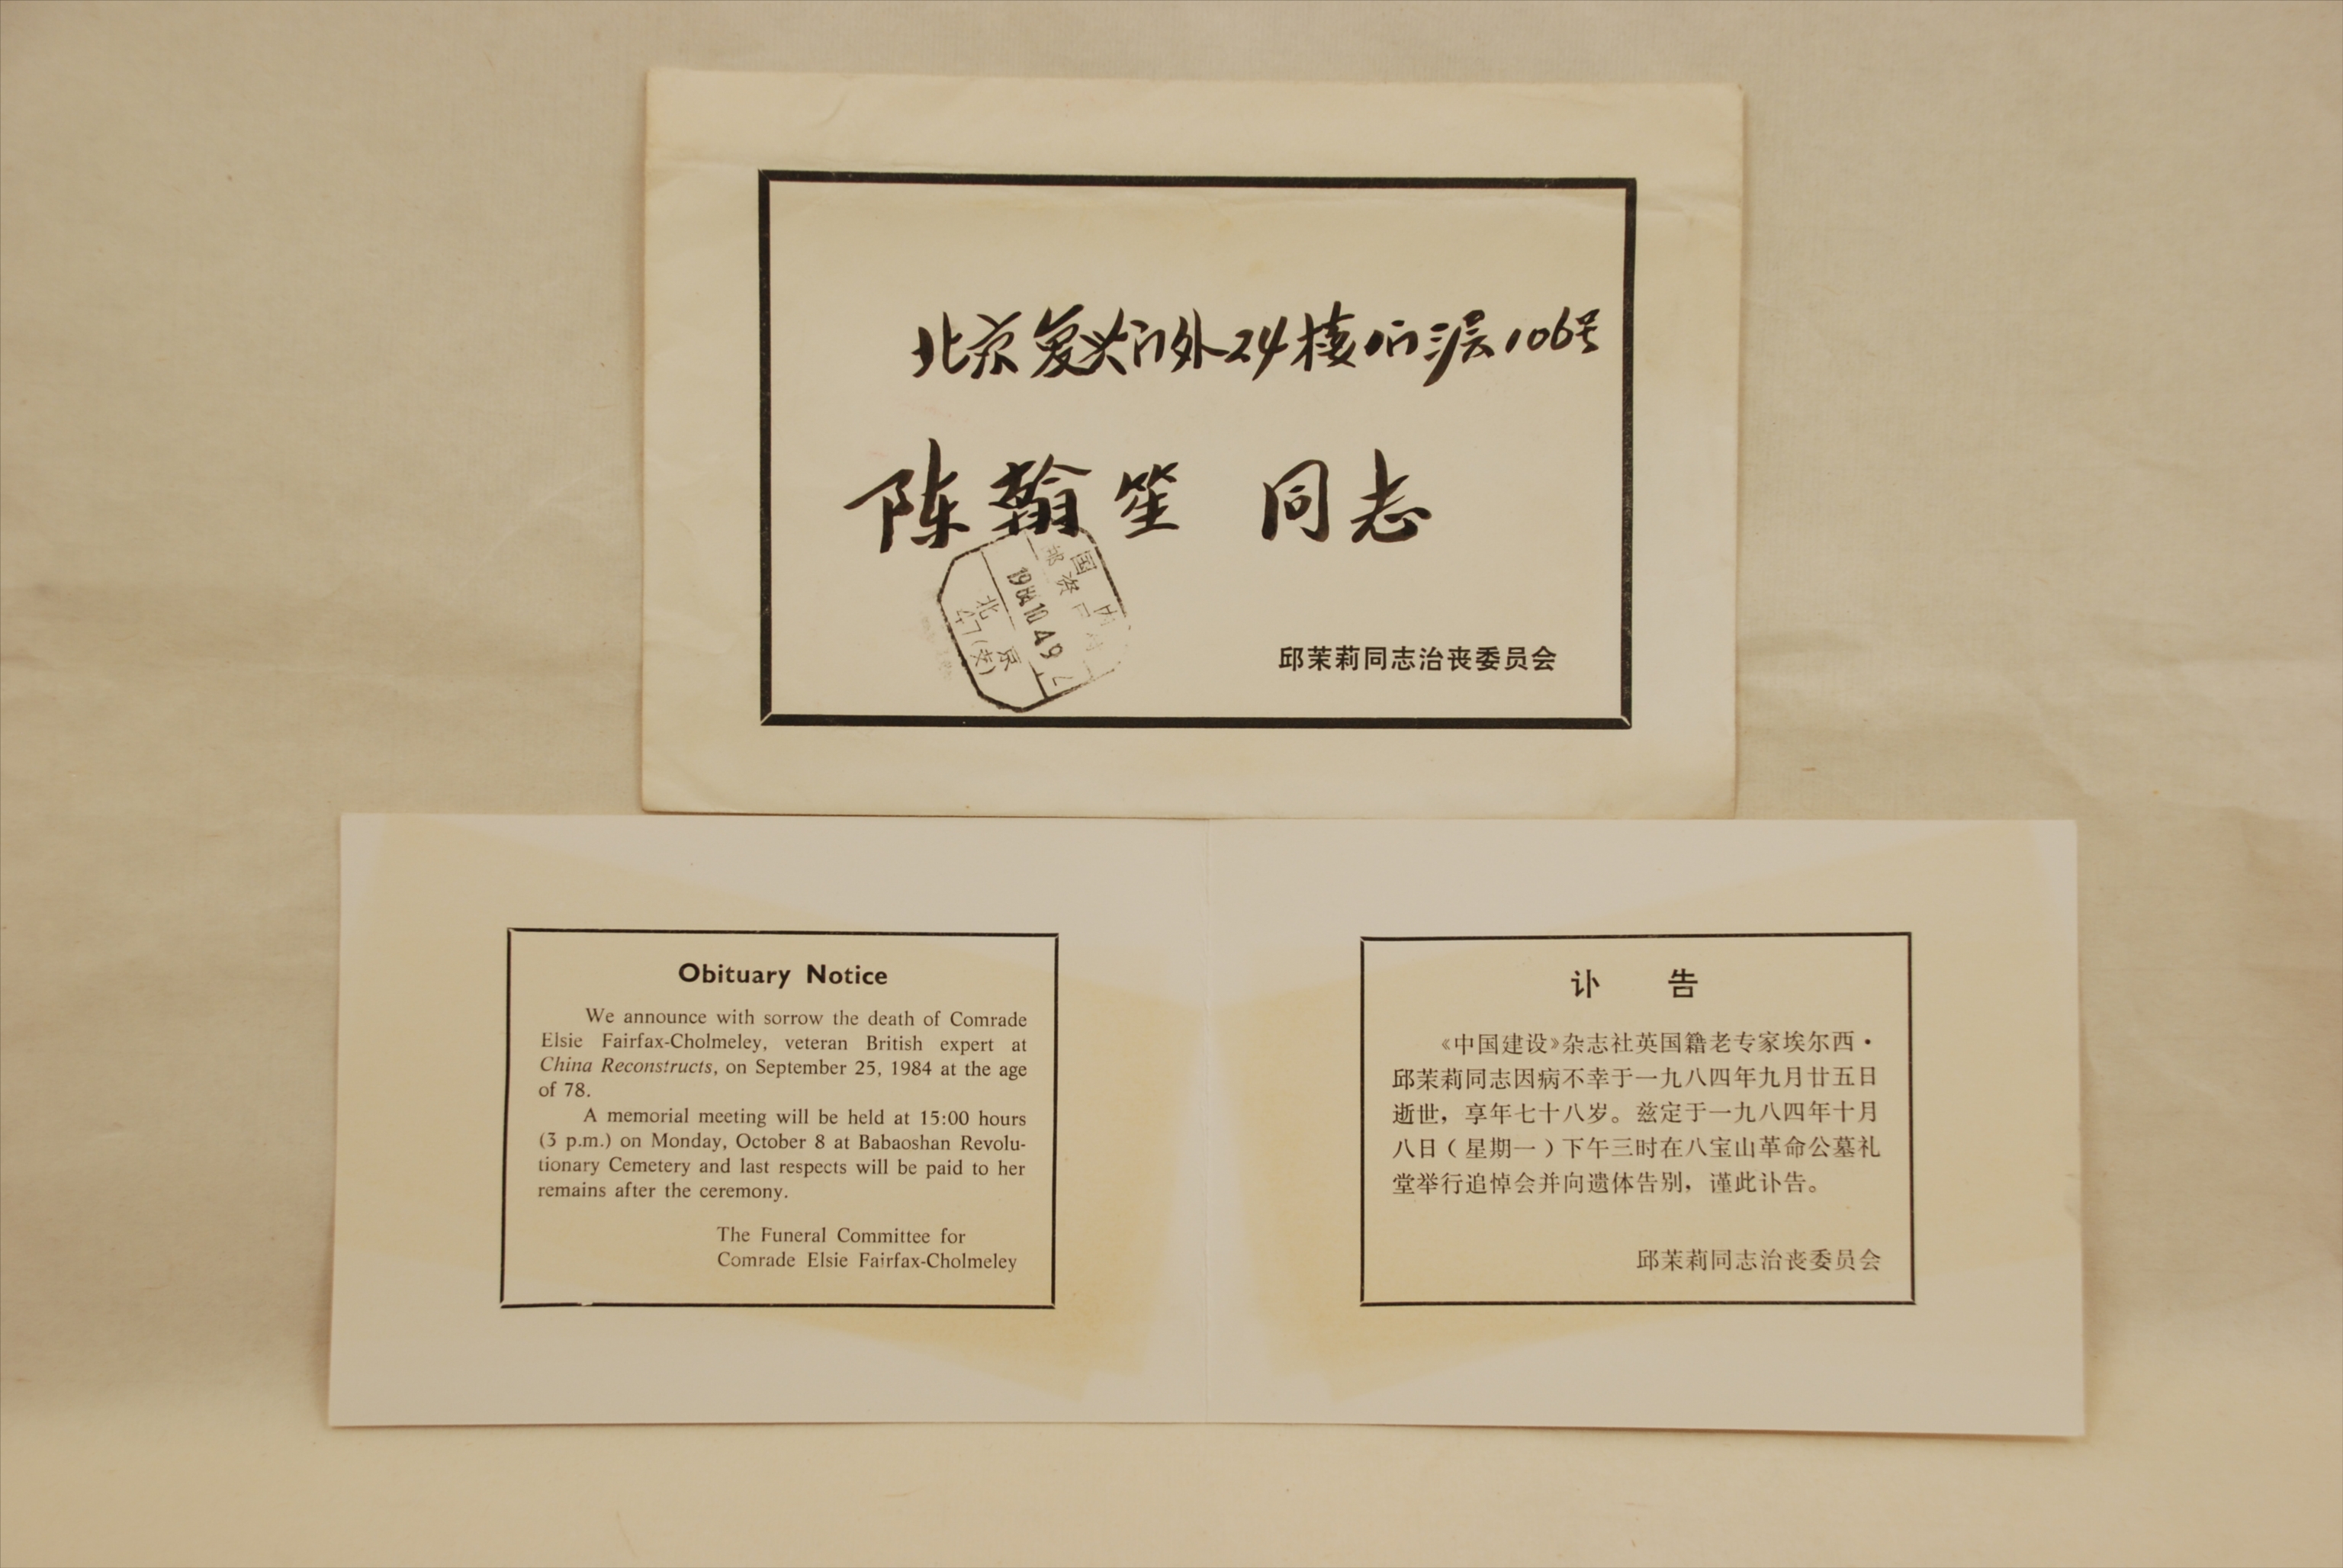 北京复兴门外24楼1门三层106号
陈翰笙 同志
1984 10 4 9
北 京
47(支)
邱茉莉同志治丧委员会
Obituary Notice
We announce with sorrow the death of Comrade
Elsie Fairfax-Cholmeley, veteran British expert at
China Reconstructs, on September 25, 1984 at the age
of 78.
A memorial meeting will be held at 15:00 hours
(3 p.m.) on Monday, October 8 at Babaoshan Revolu-
tionary Cemetery and last respects will be paid to her
remains after the ceremony.
The Funeral Committee for
Comrade Elsie Fairfax-Cholmeley
讣 告
《中国建设》杂志社英国籍老专家埃尔西·
邱茉莉同志因病不幸于一九八四年九月廿五日
逝世，享年七十八岁。兹定于一九八四年十月
八日（星期一）下午三时在八宝山革命公墓礼
堂举行追悼会并向遗体告别，谨此讣告。
邱茉莉同志治丧委员会